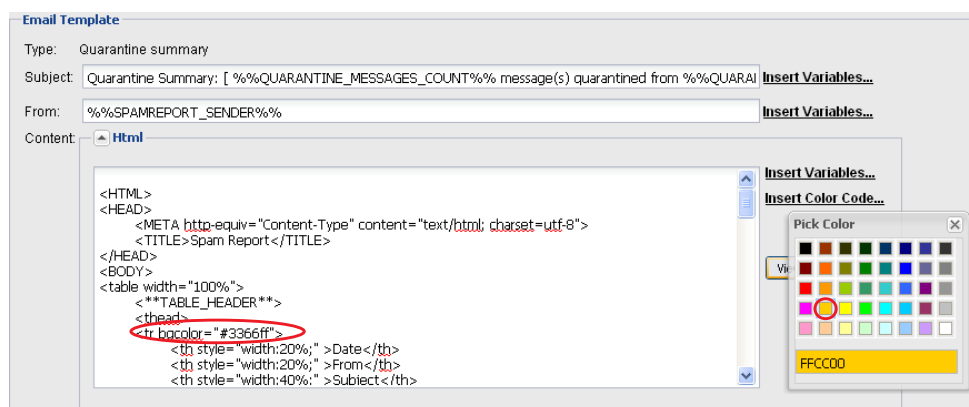 Email Template
Type: Quarantine summary
Subject: Quarantine Summary: [ %%QUARANTINE_MESSAGES_COUNT%% message(s) quarantined from Insert Variables...
From: %%SPAMREPORT_SENDER%% Insert Variables...
Content: Html
Insert Variables...
Insert Color Code...
Pick Color
<HTML>
<HEAD>
<META http-equiv="Content-Type" content="text/html; charset=utf-8">
<TITLE>Spam Report</TITLE>
</HEAD>
<BODY>
<table width="100%">
<**TABLE_HEADER**>
<thead>
<tr bgcolor="#3366ff">
<th style="width:20%;" >Date</th>
<th style="width:20%;" >From</th>
<th style="width:40%;" >Subject</th>
FFCC00